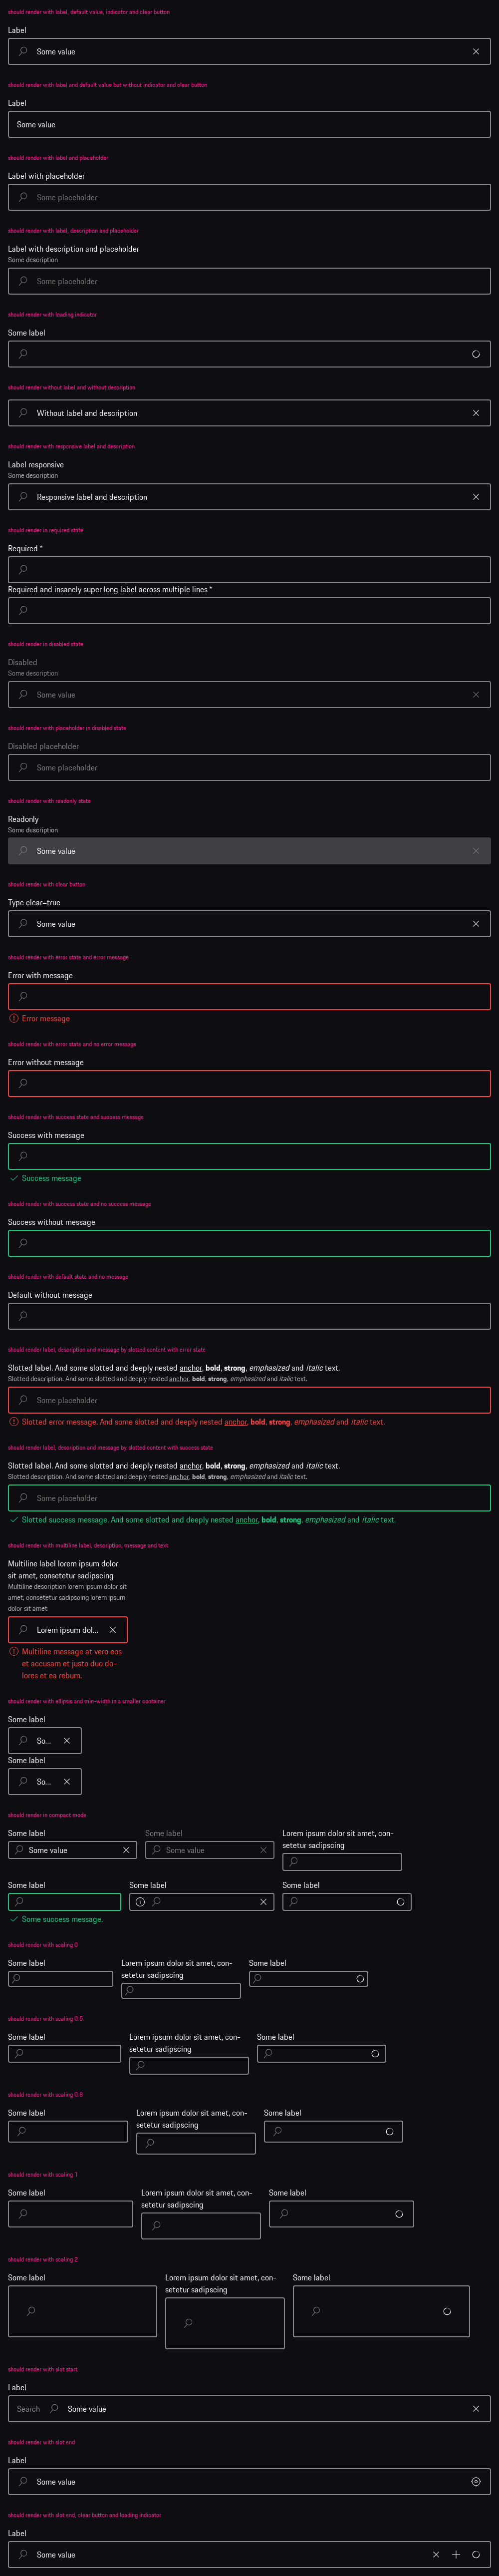 should render with label, default value, indicator and clear button
Label
Some value
should render with label and default value but without indicator and clear button
Label
Some value
should render with label and placeholder
Label with placeholder
Some placeholder
should render with label, description and placeholder
Label with description and placeholder
Some description
Some placeholder
should render with loading indicator
Some label
should render without label and without description
Without label and description
should render with responsive label and description
Label responsive
Some description
Responsive label and description
should render in required state
Required *
Required and insanely super long label across multiple lines *
should render in disabled state
Disabled
Some description
Some value
should render with placeholder in disabled state
Disabled placeholder
Some placeholder
should render with readonly state
Readonly
Some description
Some value
should render with clear button
Type clear=true
Some value
should render with error state and error message
Error with message
Error message
should render with error state and no error message
Error without message
should render with success state and success message
Success with message
Success message
should render with success state and no success message
Success without message
should render with default state and no message
Default without message
should render label, description and message by slotted content with error state
Slotted label. And some slotted and deeply nested anchor, bold, strong, emphasized and italic text.
Slotted description. And some slotted and deeply nested anchor, bold, strong, emphasized and italic text.
Some placeholder
Slotted error message. And some slotted and deeply nested anchor, bold, strong, emphasized and italic text.
should render label, description and message by slotted content with success state
Slotted label. And some slotted and deeply nested anchor, bold, strong, emphasized and italic text.
Slotted description. And some slotted and deeply nested anchor, bold, strong, emphasized and italic text.
Some placeholder
Slotted success message. And some slotted and deeply nested anchor, bold, strong, emphasized and italic text.
should render with multiline label, description, message and text
Multiline label lorem ipsum dolor
sit amet, consetetur sadipscing
Multiline description lorem ipsum dolor sit
amet, consetetur sadipscing lorem ipsum
dolor sit amet
Lorem ipsum dol...
Multiline message at vero eos
et accusam et justo duo do-
lores et ea rebum.
should render with ellipsis and min-width in a smaller container
Some label
So...
Some label
So...
should render in compact mode
Some label
Some value
Some label
Some value
Lorem ipsum dolor sit amet, con-
setetur sadipscing
Some label
Some success message.
Some label
Some label
should render with scaling 0
Some label
Lorem ipsum dolor sit amet, con-
setetur sadipscing
Some label
should render with scaling 0.5
Some label
Lorem ipsum dolor sit amet, con-
setetur sadipscing
Some label
should render with scaling 0.8
Some label
Lorem ipsum dolor sit amet, con-
setetur sadipscing
Some label
should render with scaling 1
Some label
Lorem ipsum dolor sit amet, con-
setetur sadipscing
Some label
should render with scaling 2
Some label
Lorem ipsum dolor sit amet, con-
setetur sadipscing
Some label
should render with slot start
Label
Search Some value
should render with slot end
Label
Some value
should render with slot end, clear button and loading indicator
Label
Some value